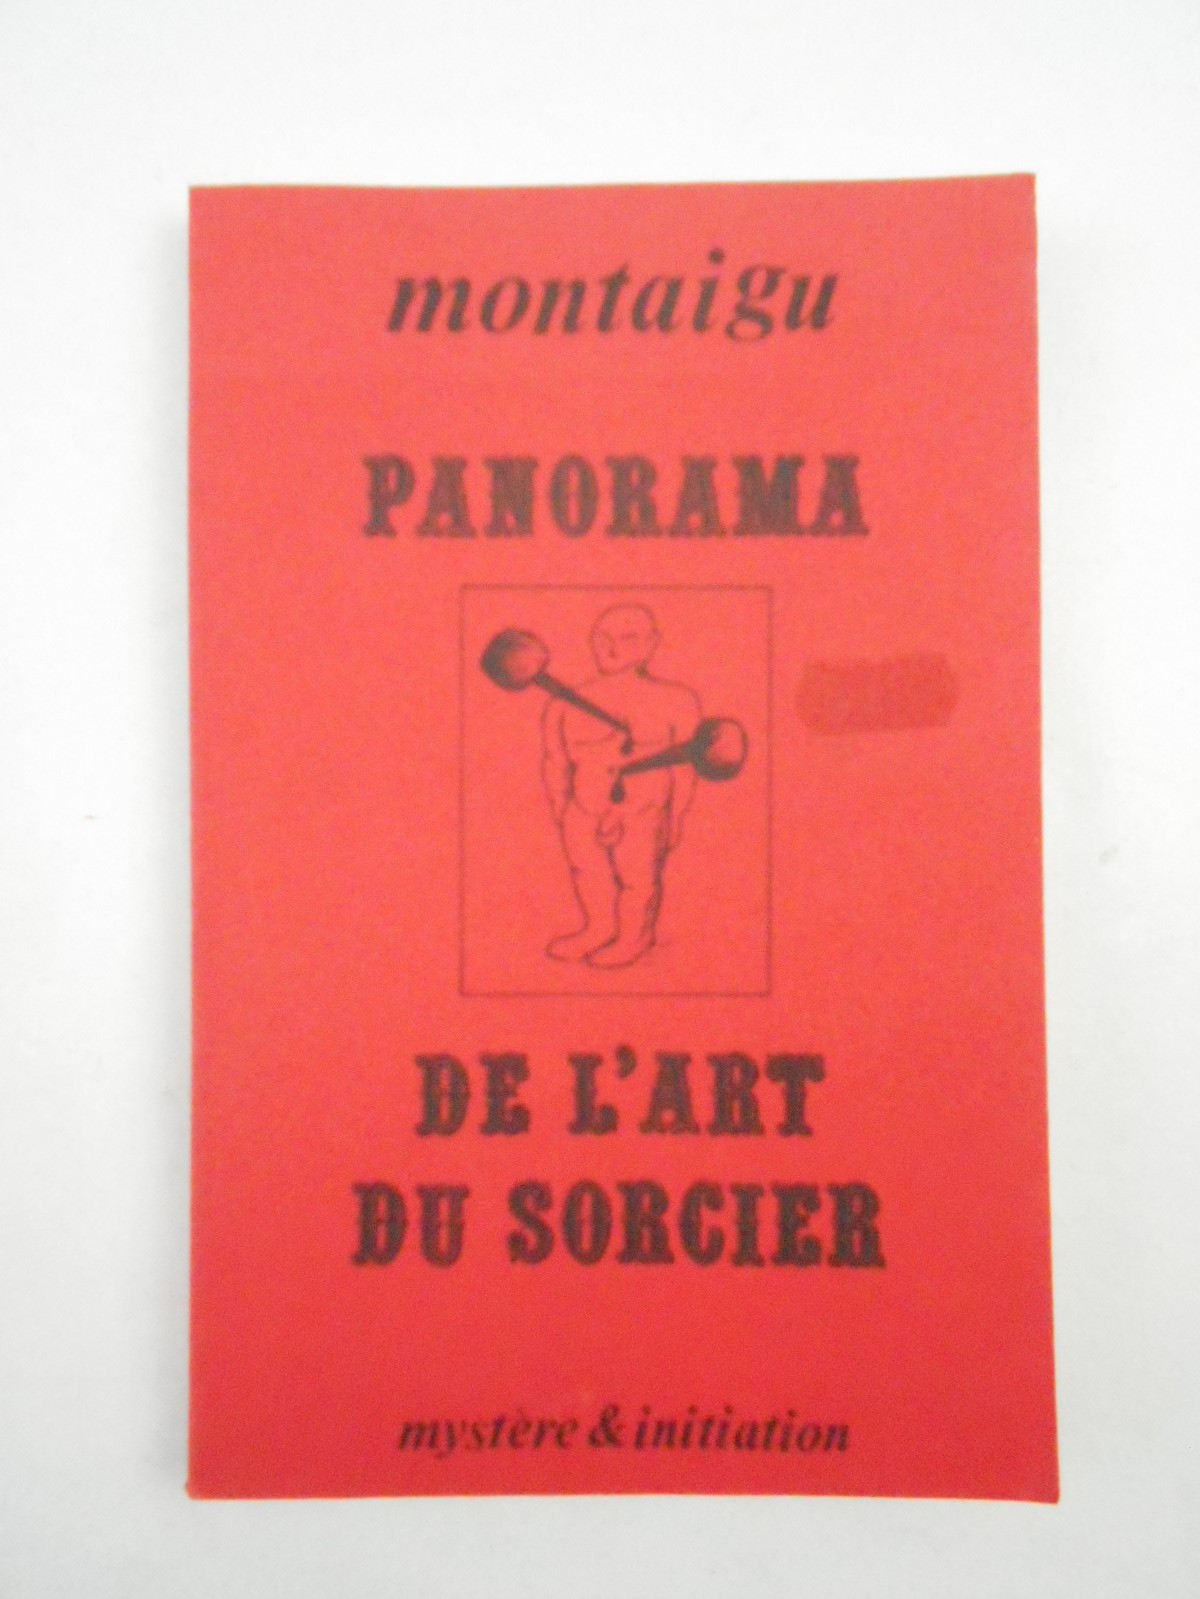 montaigu
PANORAMA
DE L'ART
DU SORCIER
mystère & initiation